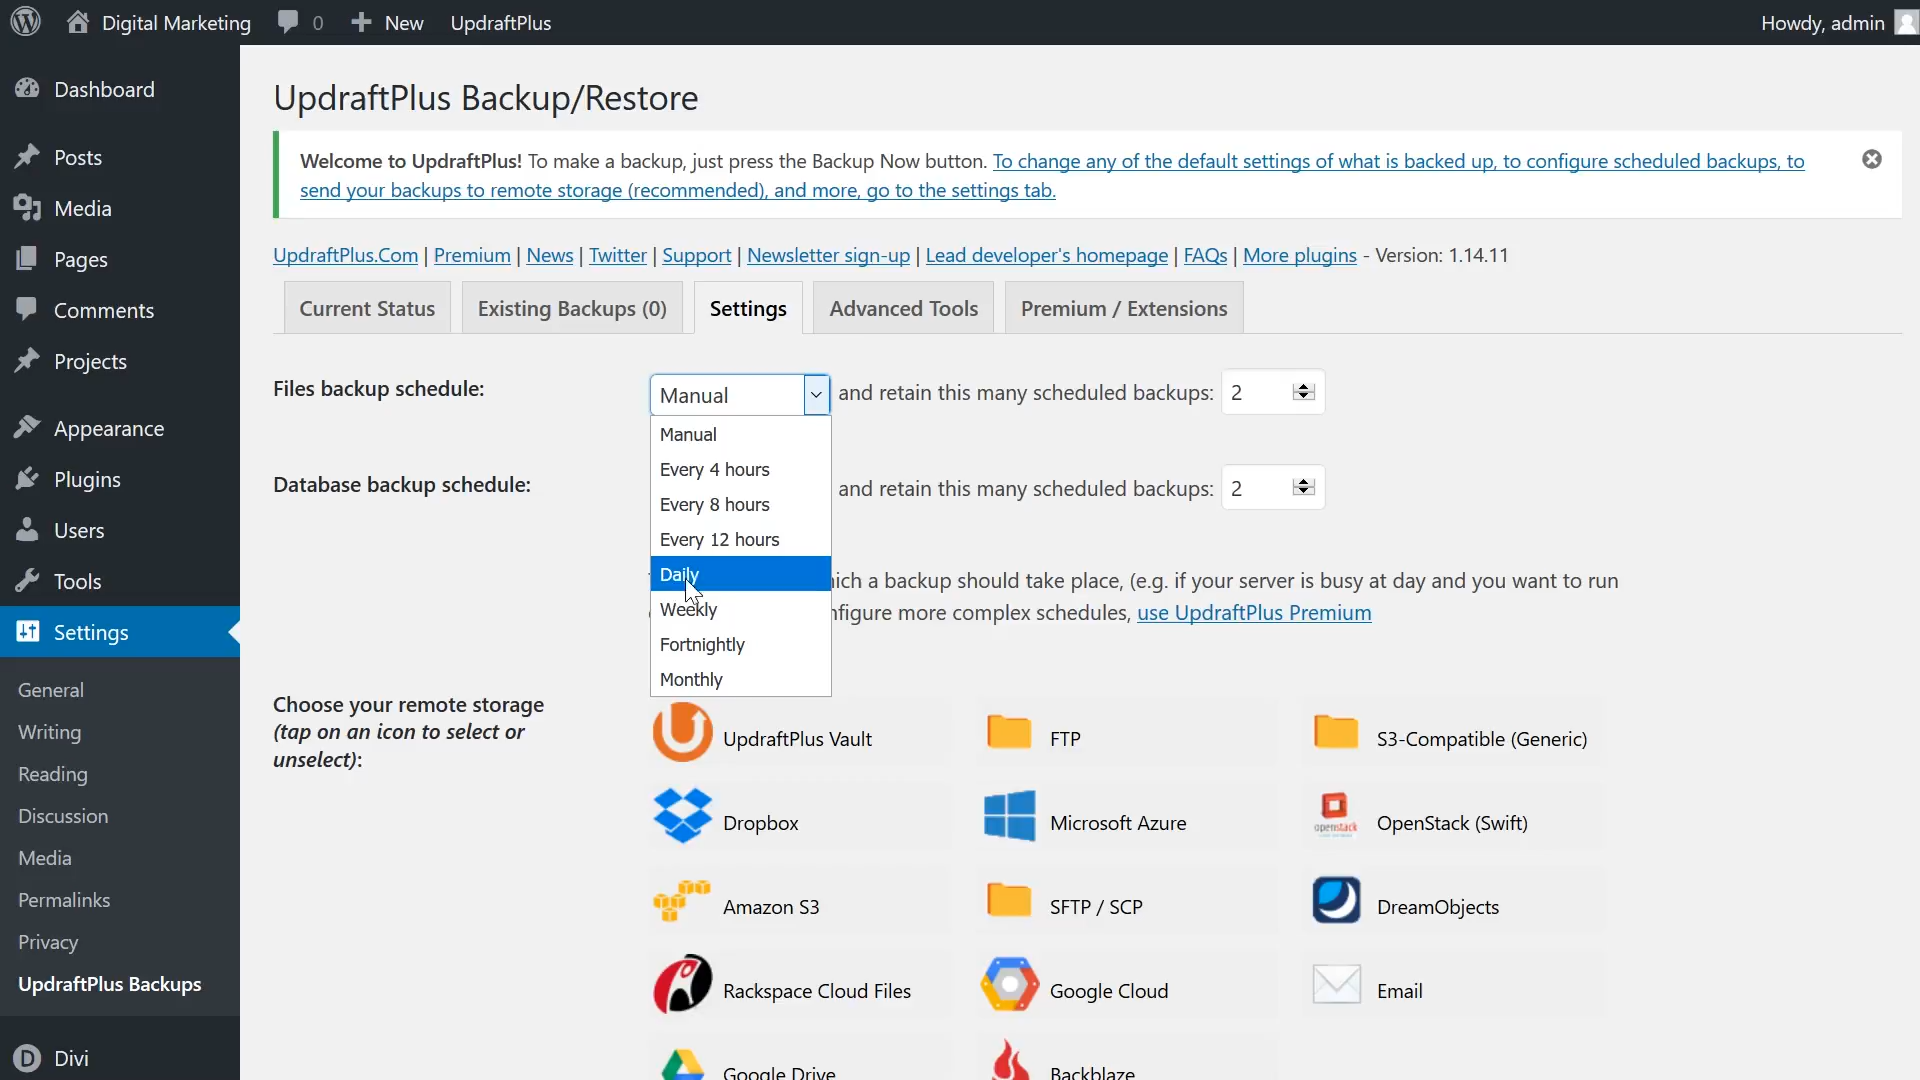 Digital Marketing
0
New
UpdraftPlus
Howdy, admin
Dashboard
Posts
Media
Pages
Comments
Projects
Appearance
Plugins
Users
Tools
Settings
General
Writing
Reading
Discussion
Media
Permalinks
Privacy
UpdraftPlus Backups
Divi
UpdraftPlus Backup/Restore
Welcome to UpdraftPlus! To make a backup, just press the Backup Now button. To change any of the default settings of what is backed up, to configure scheduled backups, to
send your backups to remote storage (recommended), and more, go to the settings tab.
UpdraftPlus.Com | Premium | News | Twitter | Support | Newsletter sign-up | Lead developer's homepage | FAQs | More plugins - Version: 1.14.11
Current Status
Existing Backups (0)
Settings
Advanced Tools
Premium / Extensions
Files backup schedule:
Manual
and retain this many scheduled backups: 2
Manual
Every 4 hours
Every 8 hours
Every 12 hours
Daily
Weekly
Fortnightly
Monthly
Database backup schedule:
and retain this many scheduled backups: 2
a backup should take place, (e.g. if your server is busy at day and you want to run
more complex schedules, use UpdraftPlus Premium
Choose your remote storage
(tap on an icon to select or
unselect):
UpdraftPlus Vault
FTP
S3-Compatible (Generic)
Dropbox
Microsoft Azure
openstack
OpenStack (Swift)
Amazon S3
SFTP / SCP
DreamObjects
Rackspace Cloud Files
Google Cloud
Email
Google Drive
Backblaze